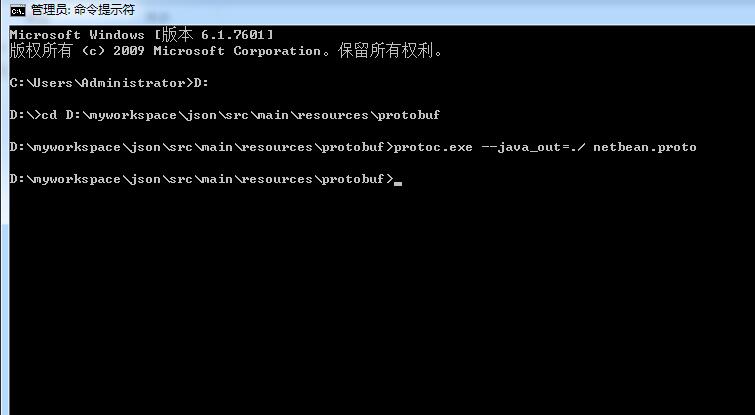 管理员: 命令提示符
Microsoft Windows [版本 6.1.7601]
版权所有 (c) 2009 Microsoft Corporation。保留所有权利。
C:\Users\Administrator>D:
D:\>cd D:\myworkspace\json\src\main\resources\protobuf
D:\myworkspace\json\src\main\resources\protobuf>protoc.exe --java_out=./ netbean.proto
D:\myworkspace\json\src\main\resources\protobuf>